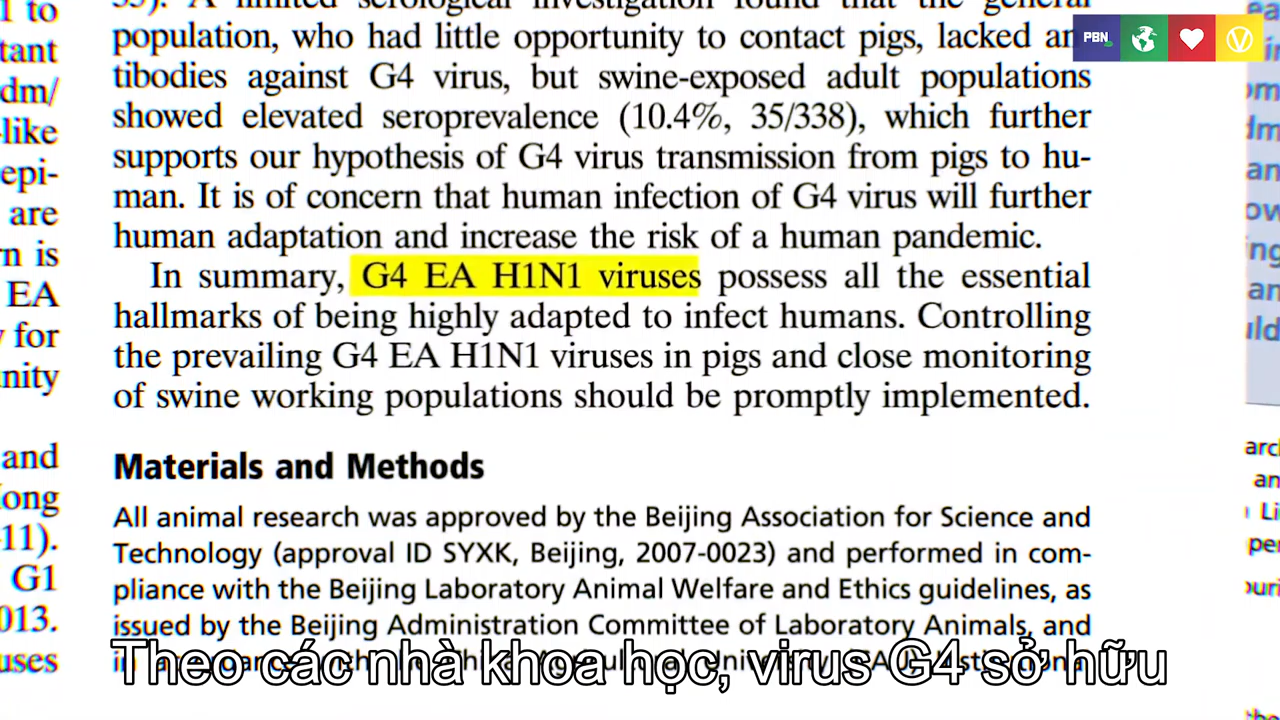 PBN
population, who had little opportunity to contact pigs, lacked an-
tibodies against G4 virus, but swine-exposed adult populations
showed elevated seroprevalence (10.4%, 35/338), which further
supports our hypothesis of G4 virus transmission from pigs to hu-
man. It is of concern that human infection of G4 virus will further
human adaptation and increase the risk of a human pandemic.
In summary, G4 EA H1N1 viruses possess all the essential
hallmarks of being highly adapted to infect humans. Controlling
the prevailing G4 EA H1N1 viruses in pigs and close monitoring
of swine working populations should be promptly implemented.
Materials and Methods
All animal research was approved by the Beijing Association for Science and
Technology (approval ID SYXK, Beijing, 2007-0023) and performed in com-
pliance with the Beijing Laboratory Animal Welfare and Ethics guidelines, as
issued by the Beijing Administration Committee of Laboratory Animals, and
Theo các nhà khoa học, virus G4 sở hữu